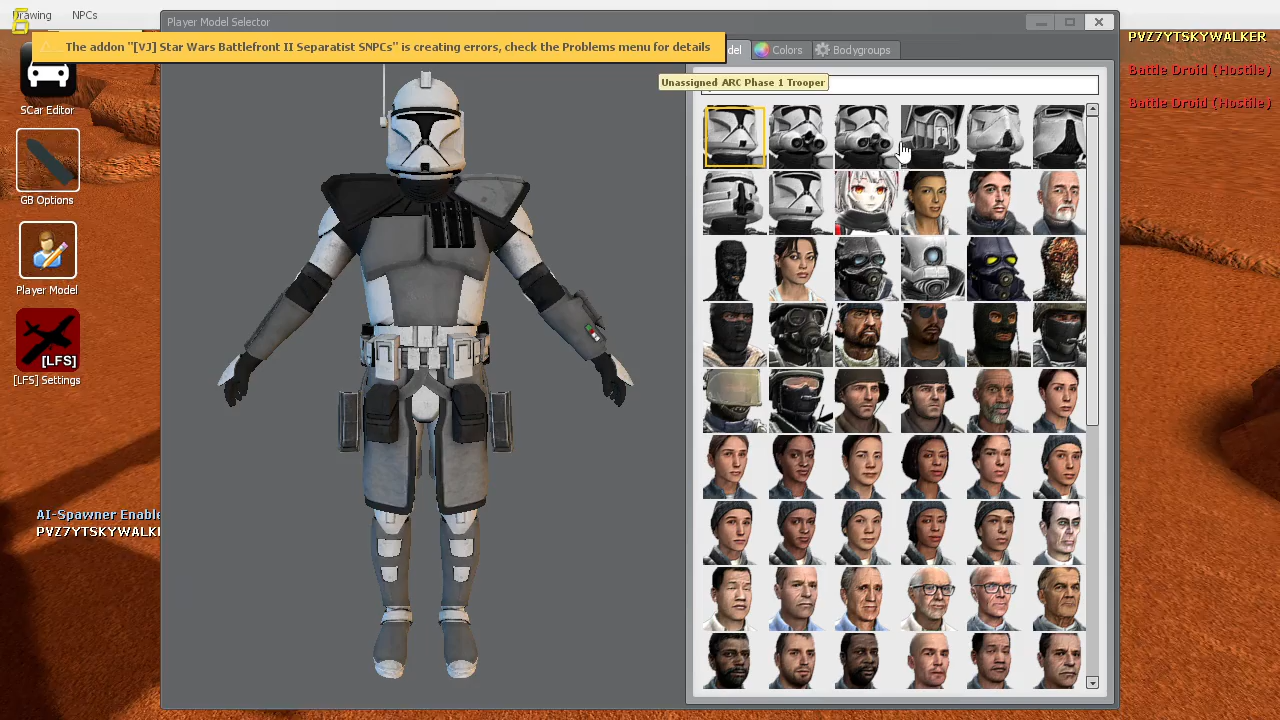 Drawing NPCs
6
Player Model Selector
The addon "[VJ] Star Wars Battlefront II Separatist SNPCs" is creating errors, check the Problems menu for details
del Colors Bodygroups
Unassigned ARC Phase 1 Trooper
PVZ7YTSKYWALKER
Battle Droid (Hostile)
Battle Droid (Hostile)
SCar Editor
GB Options
Player Model
[LFS]
[LFS] Settings
AI-Spawner Enable
PVZ7YTSKYWALKER